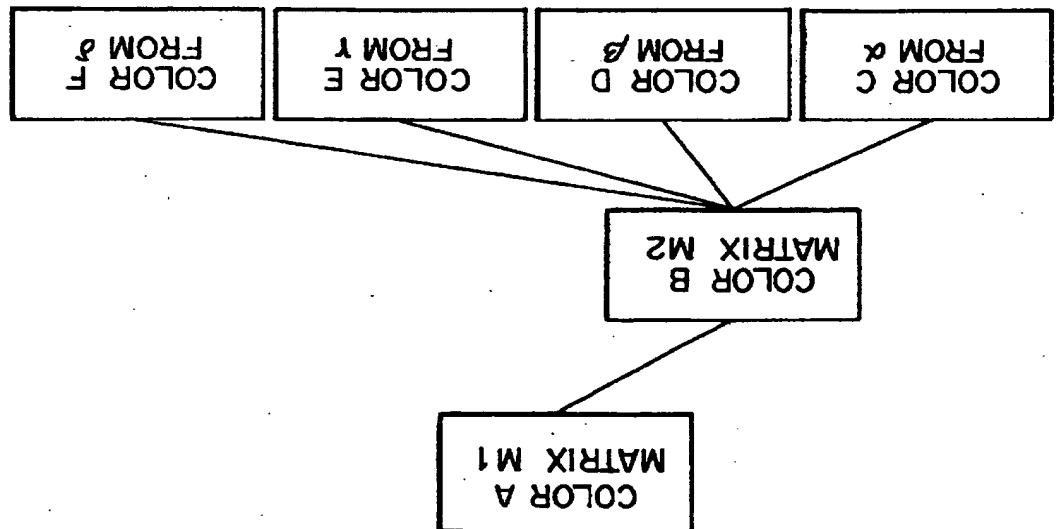 COLOR A
MATRIX M1
COLOR B
MATRIX M2
COLOR C
FROM α
COLOR D
FROM β
COLOR E
FROM γ
COLOR F
FROM δ